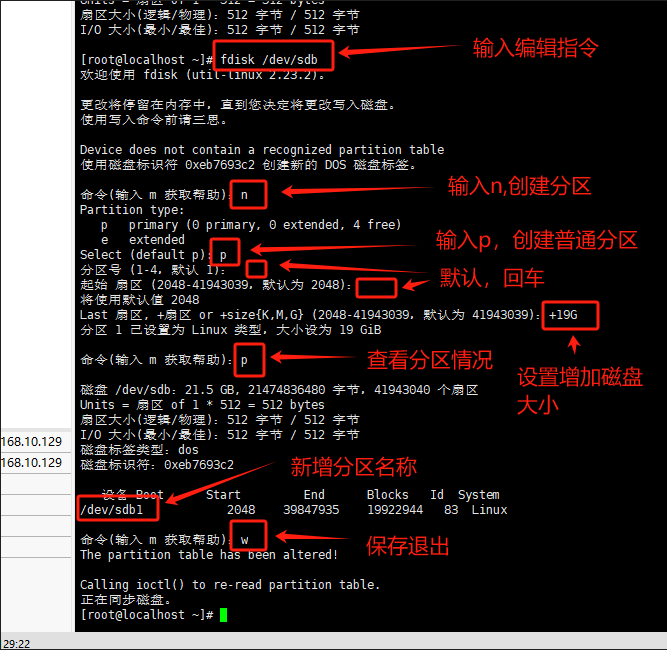 Units = 扇区 of 1 * 512 = 512 bytes
扇区大小(逻辑/物理)：512 字节 / 512 字节
I/O 大小(最小/最佳)：512 字节 / 512 字节
[root@localhost ~]# fdisk /dev/sdb
输入编辑指令
欢迎使用 fdisk (util-linux 2.23.2)。
更改将停留在内存中，直到您决定将更改写入磁盘。
使用写入命令前请三思。
Device does not contain a recognized partition table
使用磁盘标识符 0xeb7693c2 创建新的 DOS 磁盘标签。
命令(输入 m 获取帮助)：n
输入n,创建分区
Partition type:
p   primary (0 primary, 0 extended, 4 free)
e   extended
Select (default p): p
输入p，创建普通分区
分区号 (1-4，默认 1)：
默认，回车
起始 扇区 (2048-41943039，默认为 2048)：
将使用默认值 2048
Last 扇区, +扇区 or +size{K,M,G} (2048-41943039，默认为 41943039)：+19G
分区 1 已设置为 Linux 类型，大小设为 19 GiB
命令(输入 m 获取帮助)：p
查看分区情况
设置增加磁盘
大小
磁盘 /dev/sdb：21.5 GB, 21474836480 字节，41943040 个扇区
Units = 扇区 of 1 * 512 = 512 bytes
扇区大小(逻辑/物理)：512 字节 / 512 字节
I/O 大小(最小/最佳)：512 字节 / 512 字节
磁盘标签类型：dos
磁盘标识符：0xeb7693c2
新增分区名称
设备 Boot      Start         End      Blocks   Id  System
/dev/sdb1            2048    39847935    19922944   83  Linux
命令(输入 m 获取帮助)：w
保存退出
The partition table has been altered!
Calling ioctl() to re-read partition table.
正在同步磁盘。
[root@localhost ~]#
168.10.129
168.10.129
29:22